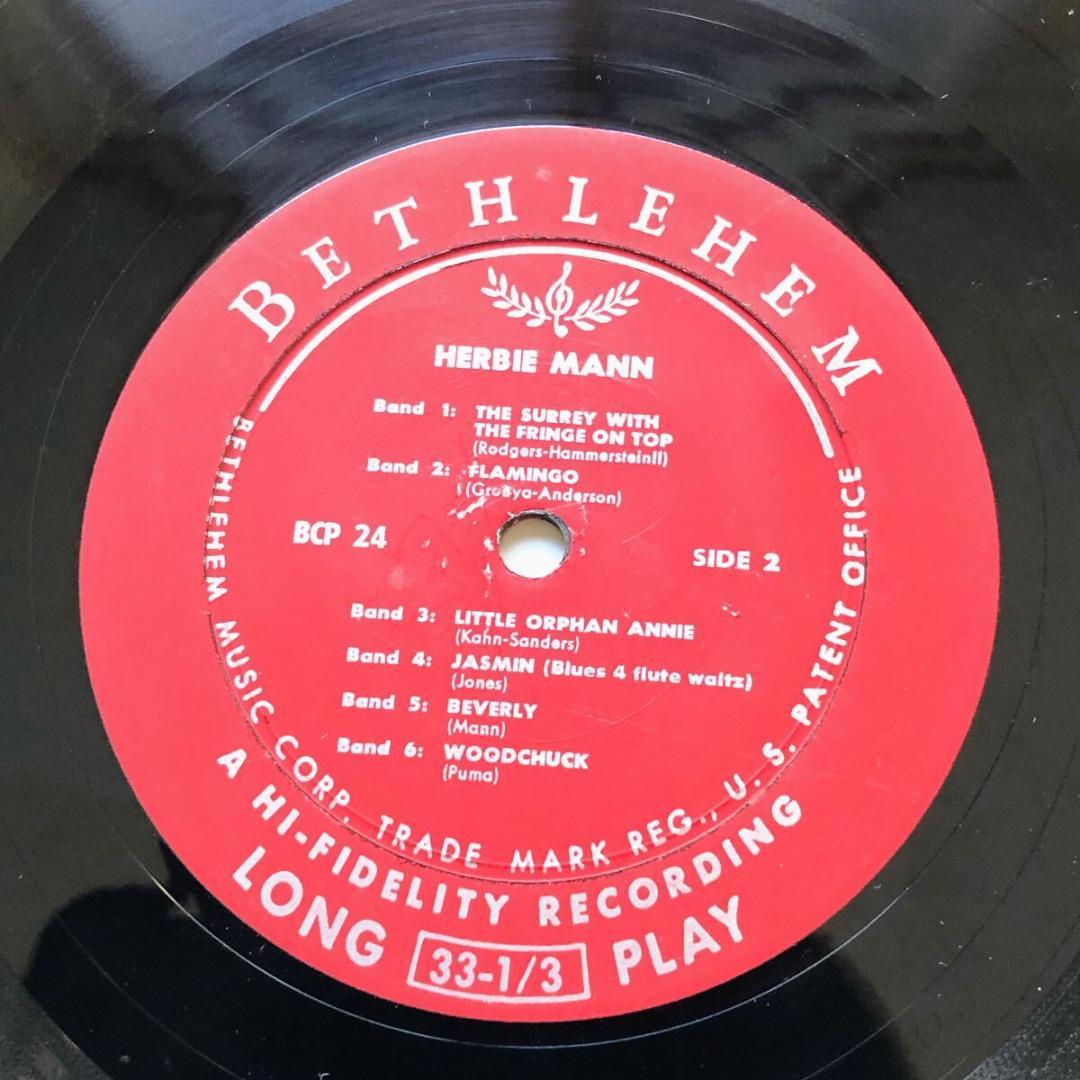 BETHLEHEM
HERBIE MANN
Band 1: THE SURREY WITH
THE FRINGE ON TOP
(Rodgers-HammersteinII)
Band 2: FLAMINGO
(Groüya-Anderson)
BCP 24
SIDE 2
Band 3: LITTLE ORPHAN ANNIE
(Kahn-Sanders)
Band 4: JASMIN (Blues 4 flute waltz)
(Jones)
Band 5: BEVERLY
(Mann)
Band 6: WOODCHUCK
(Puma)
BETHLEHEM MUSIC CORP. TRADE MARK REG., U. S. PATENT OFFICE
A HI-FIDELITY RECORDING
LONG 33-1/3 PLAY